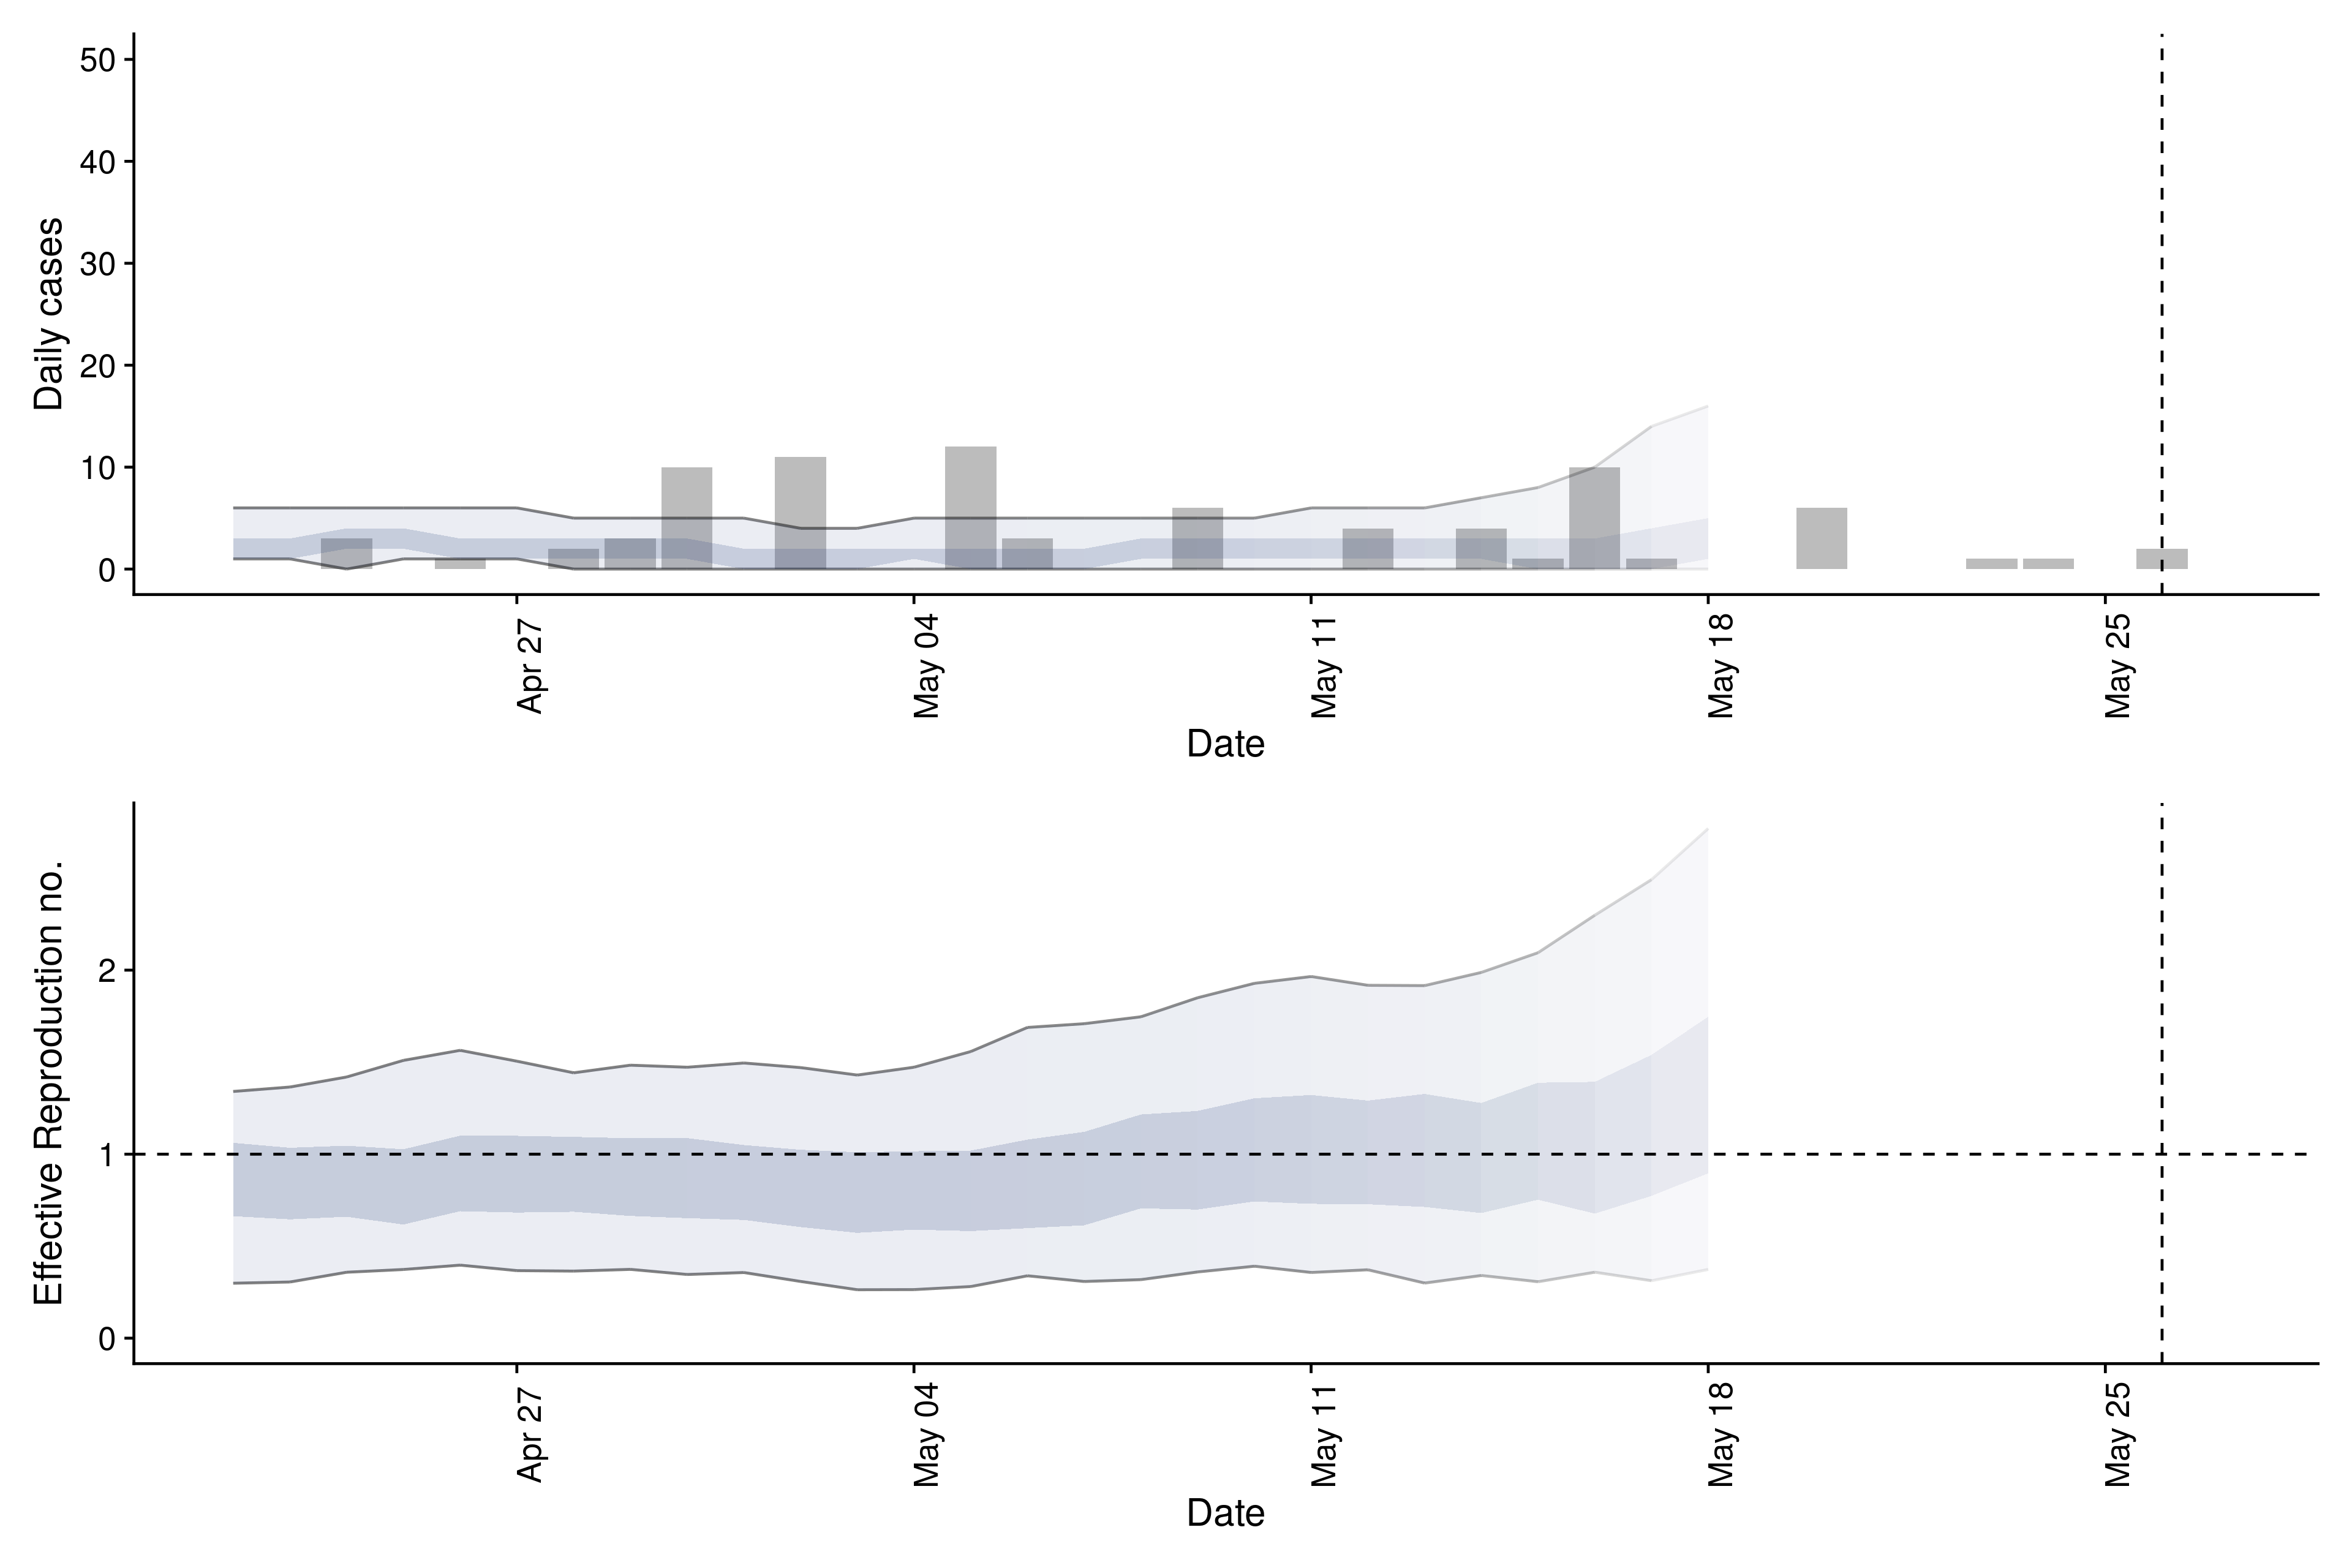 50
40
30
20
10
0
Daily cases
Apr 27
May 04
May 11
May 18
May 25
Date
2
1
0
Effective Reproduction no.
Apr 27
May 04
May 11
May 18
May 25
Date